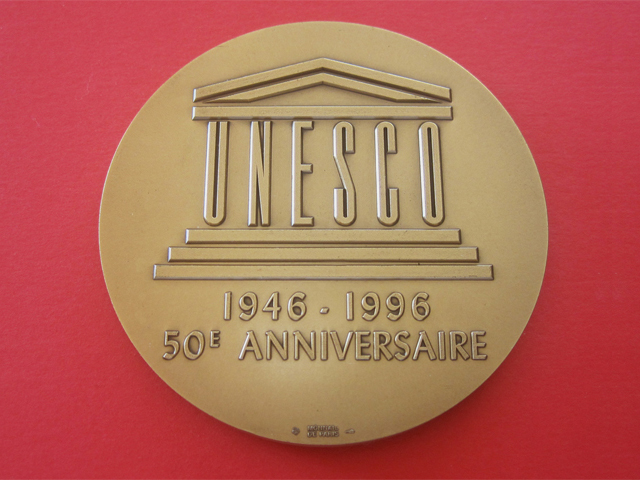 UNESCO
1946 - 1996
50E ANNIVERSAIRE